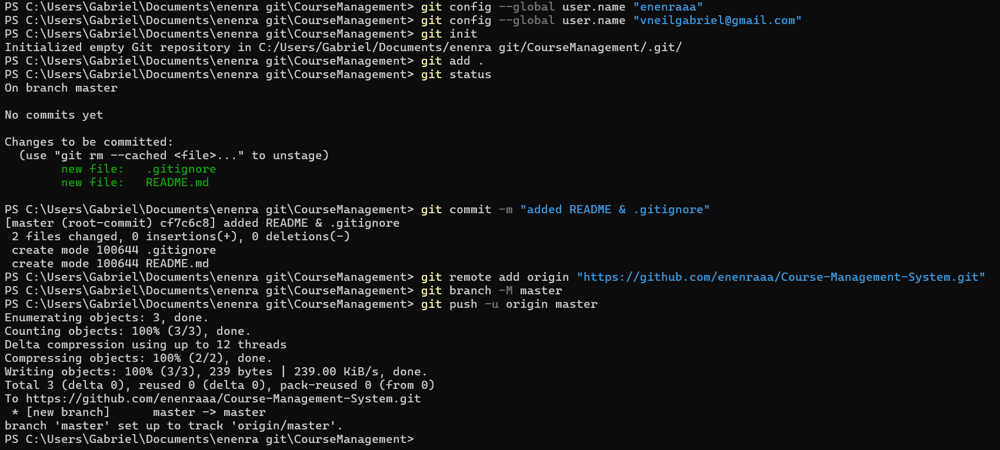 PS C:\Users\Gabriel\Documents\enenra git\CourseManagement> git config --global user.name "enenraaa"
PS C:\Users\Gabriel\Documents\enenra git\CourseManagement> git config --global user.name "vneilgabriel@gmail.com"
PS C:\Users\Gabriel\Documents\enenra git\CourseManagement> git init
Initialized empty Git repository in C:/Users/Gabriel/Documents/enenra git/CourseManagement/.git/
PS C:\Users\Gabriel\Documents\enenra git\CourseManagement> git add .
PS C:\Users\Gabriel\Documents\enenra git\CourseManagement> git status
On branch master

No commits yet

Changes to be committed:
  (use "git rm --cached <file>..." to unstage)
        new file:   .gitignore
        new file:   README.md

PS C:\Users\Gabriel\Documents\enenra git\CourseManagement> git commit -m "added README & .gitignore"
[master (root-commit) cf7c6c8] added README & .gitignore
 2 files changed, 0 insertions(+), 0 deletions(-)
 create mode 100644 .gitignore
 create mode 100644 README.md
PS C:\Users\Gabriel\Documents\enenra git\CourseManagement> git remote add origin "https://github.com/enenraaa/Course-Management-System.git"
PS C:\Users\Gabriel\Documents\enenra git\CourseManagement> git branch -M master
PS C:\Users\Gabriel\Documents\enenra git\CourseManagement> git push -u origin master
Enumerating objects: 3, done.
Counting objects: 100% (3/3), done.
Delta compression using up to 12 threads
Compressing objects: 100% (2/2), done.
Writing objects: 100% (3/3), 239 bytes | 239.00 KiB/s, done.
Total 3 (delta 0), reused 0 (delta 0), pack-reused 0 (from 0)
To https://github.com/enenraaa/Course-Management-System.git
 * [new branch]      master -> master
branch 'master' set up to track 'origin/master'.
PS C:\Users\Gabriel\Documents\enenra git\CourseManagement>